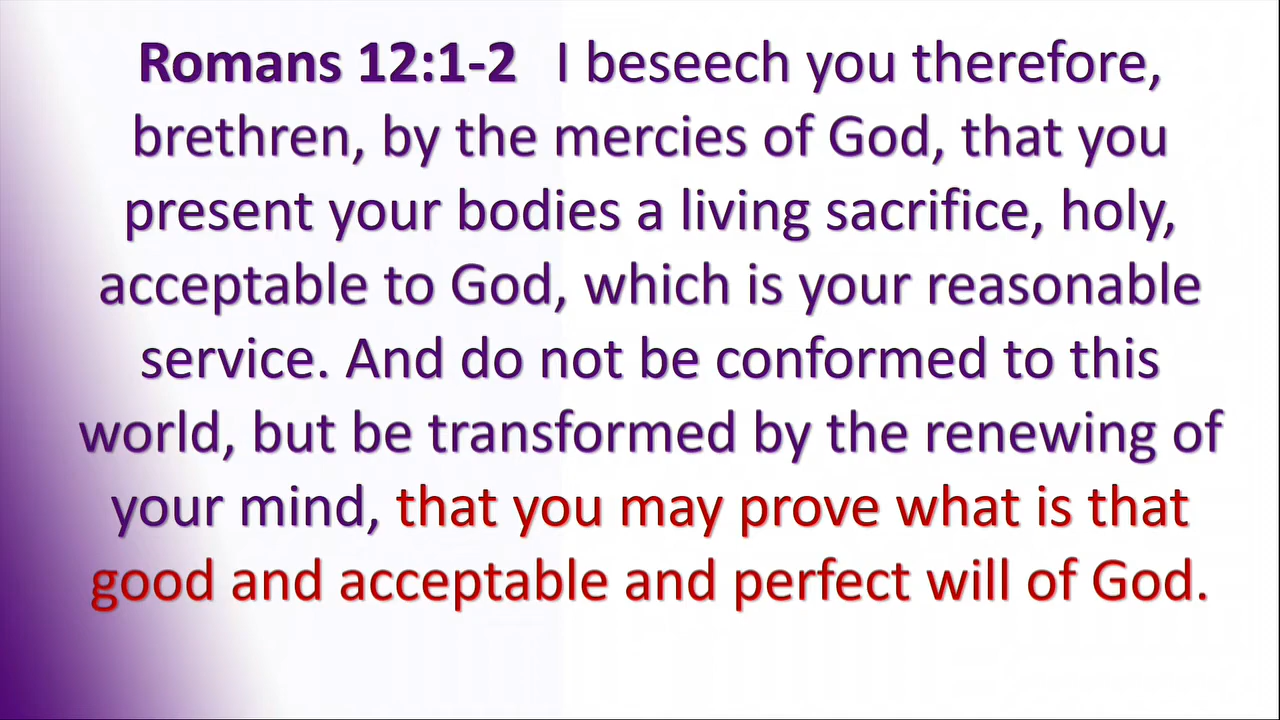 Romans 12:1-2 I beseech you therefore,
brethren, by the mercies of God, that you
present your bodies a living sacrifice, holy,
acceptable to God, which is your reasonable
service. And do not be conformed to this
world, but be transformed by the renewing of
your mind, that you may prove what is that
good and acceptable and perfect will of God.